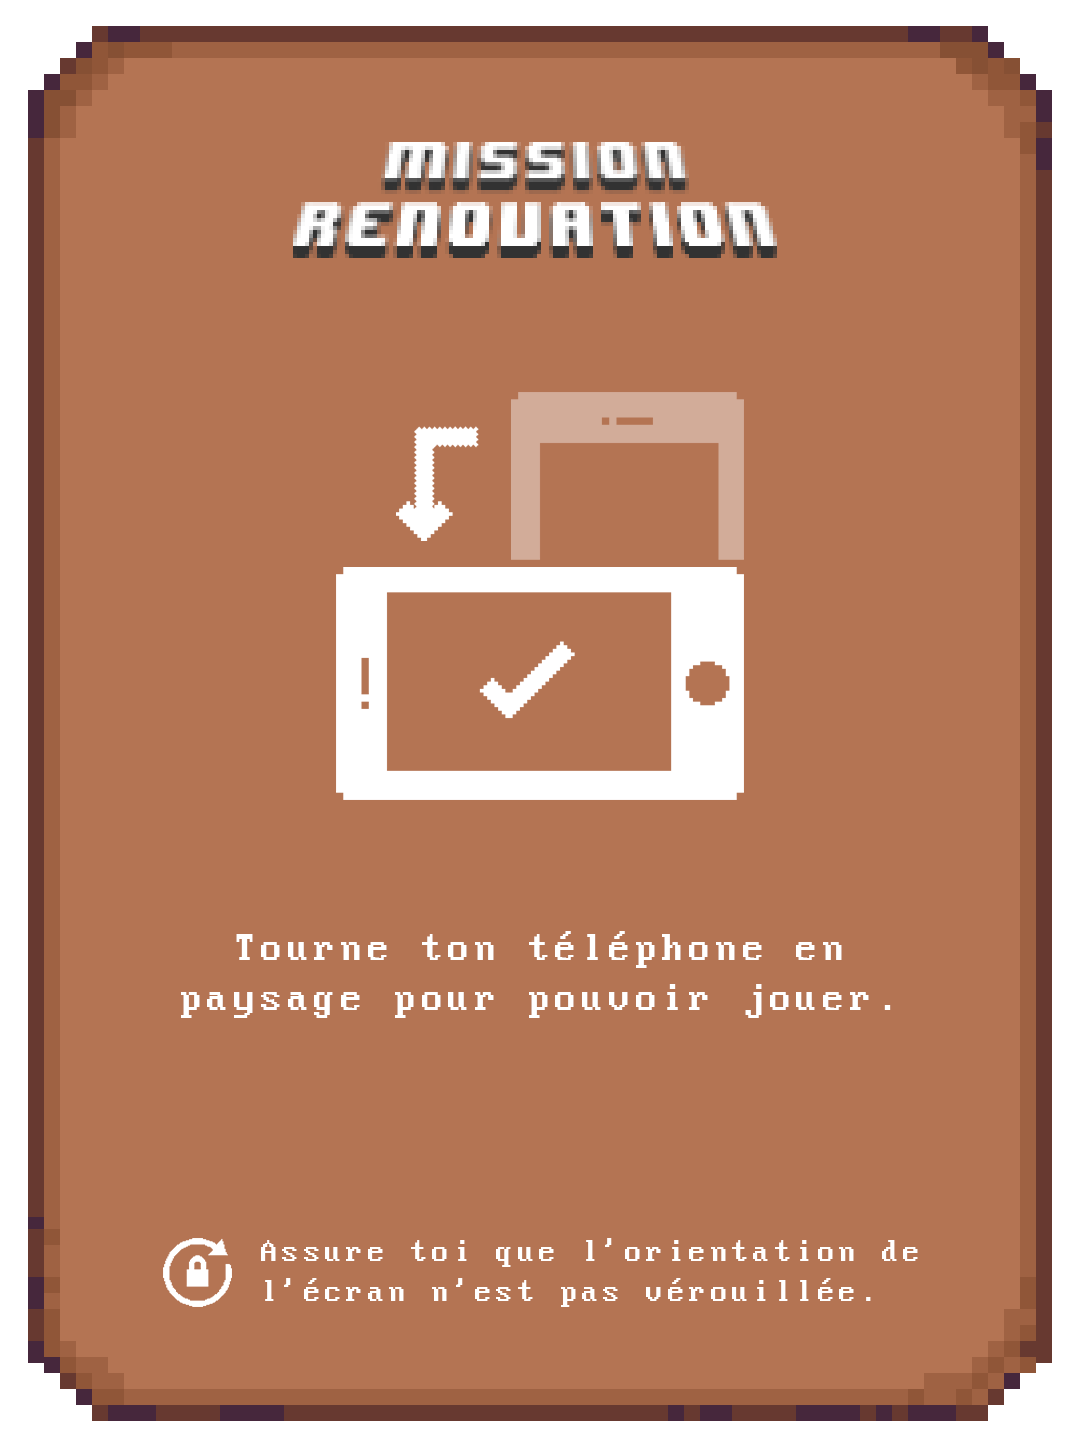 MISSION
RENOVATION
Tourne ton téléphone en
paysage pour pouvoir jouer.
Assure toi que l'orientation de
l'écran n'est pas vérouillée.